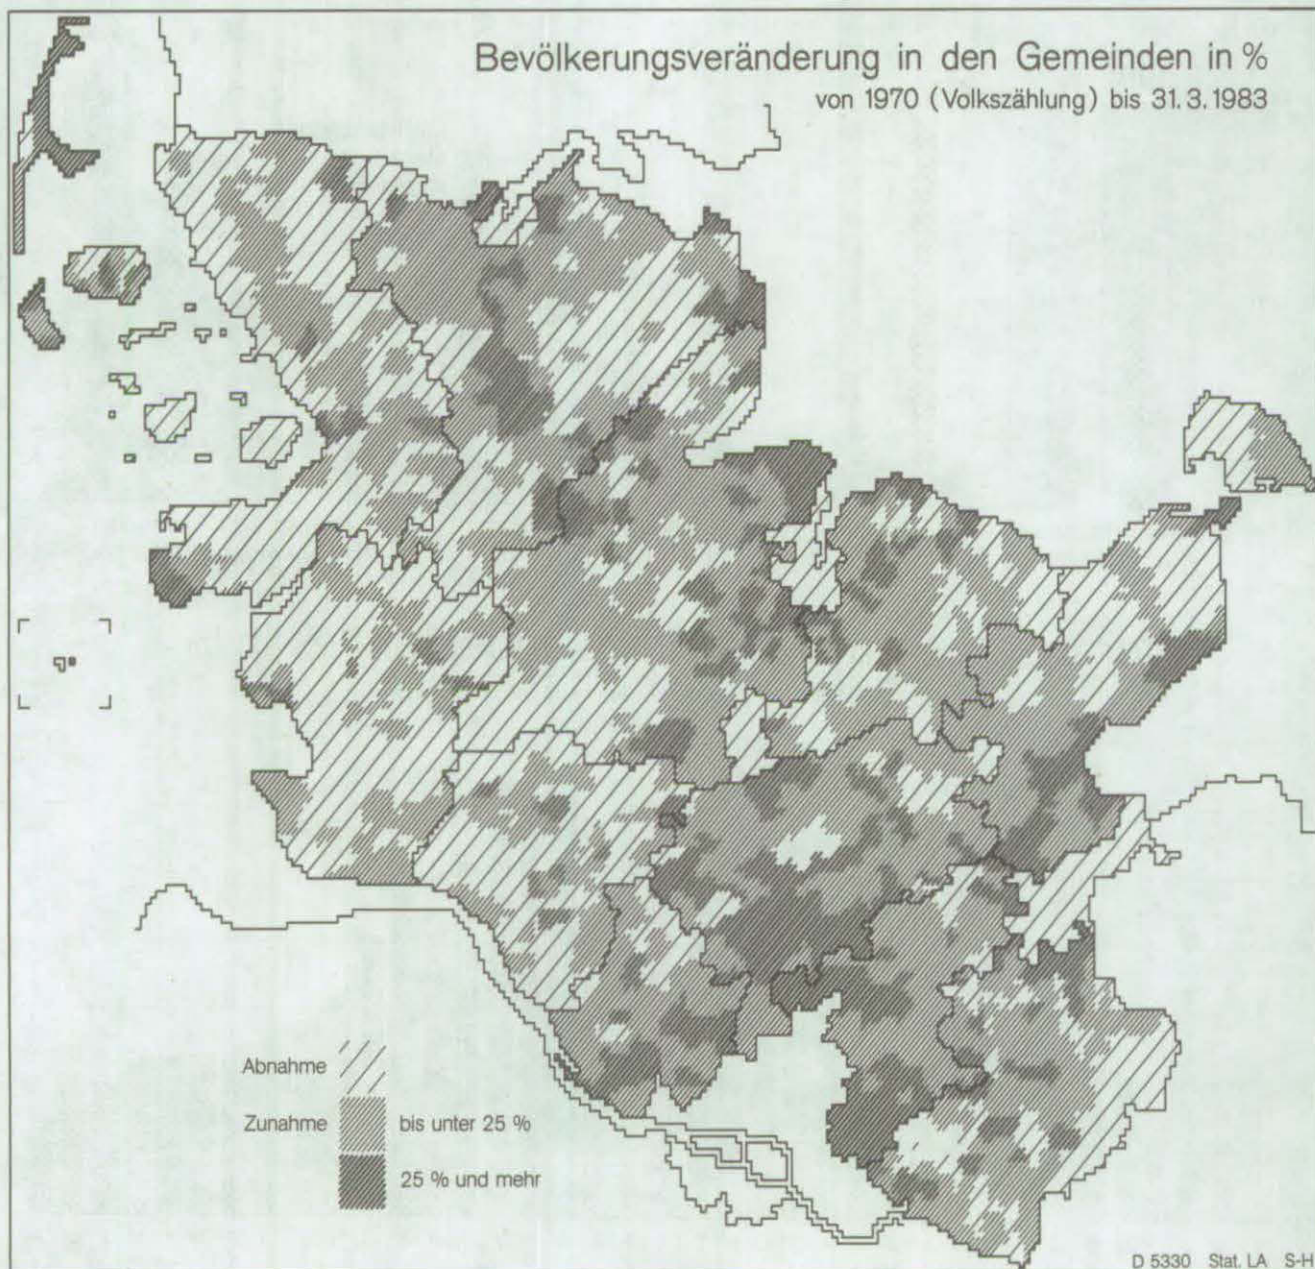 Bevölkerungsveränderung in den Gemeinden in %
von 1970 (Volkszählung) bis 31.3.1983
Abnahme
Zunahme bis unter 25 %
25 % und mehr
D 5330 Stat. LA S-H